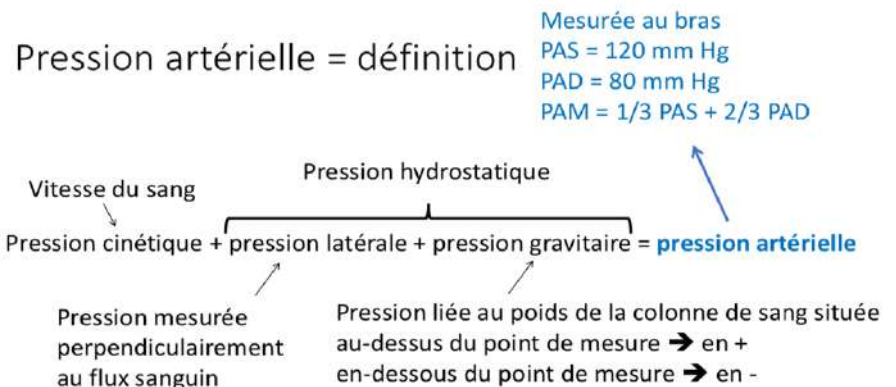 Pression artérielle = définition
Mesurée au bras
PAS = 120 mm Hg
PAD = 80 mm Hg
PAM = 1/3 PAS + 2/3 PAD
Pression hydrostatique
Vitesse du sang
Pression cinétique + pression latérale + pression gravitaire = pression artérielle
Pression mesurée
perpendiculairement
au flux sanguin
Pression liée au poids de la colonne de sang située
au-dessus du point de mesure ➔ en +
en-dessous du point de mesure ➔ en -